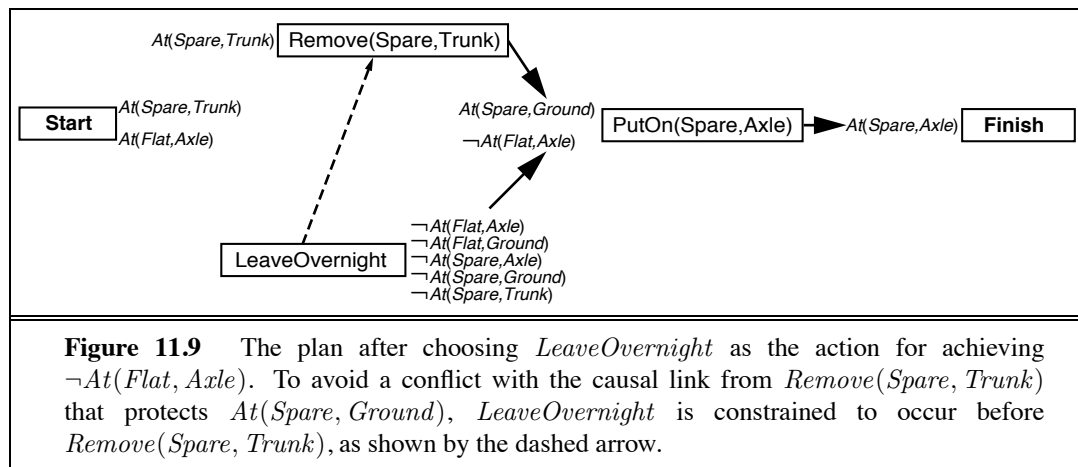 At(Spare,Trunk) Remove(Spare,Trunk)
Start
At(Spare,Trunk)
At(Flat,Axle)
At(Spare,Ground)
¬At(Flat,Axle)
PutOn(Spare,Axle)
At(Spare,Axle) Finish
LeaveOvernight
¬At(Flat,Axle)
¬At(Flat,Ground)
¬At(Spare,Axle)
¬At(Spare,Ground)
¬At(Spare,Trunk)
Figure 11.9 The plan after choosing LeaveOvernight as the action for achieving
¬At(Flat, Axle). To avoid a conflict with the causal link from Remove(Spare, Trunk)
that protects At(Spare, Ground), LeaveOvernight is constrained to occur before
Remove(Spare, Trunk), as shown by the dashed arrow.